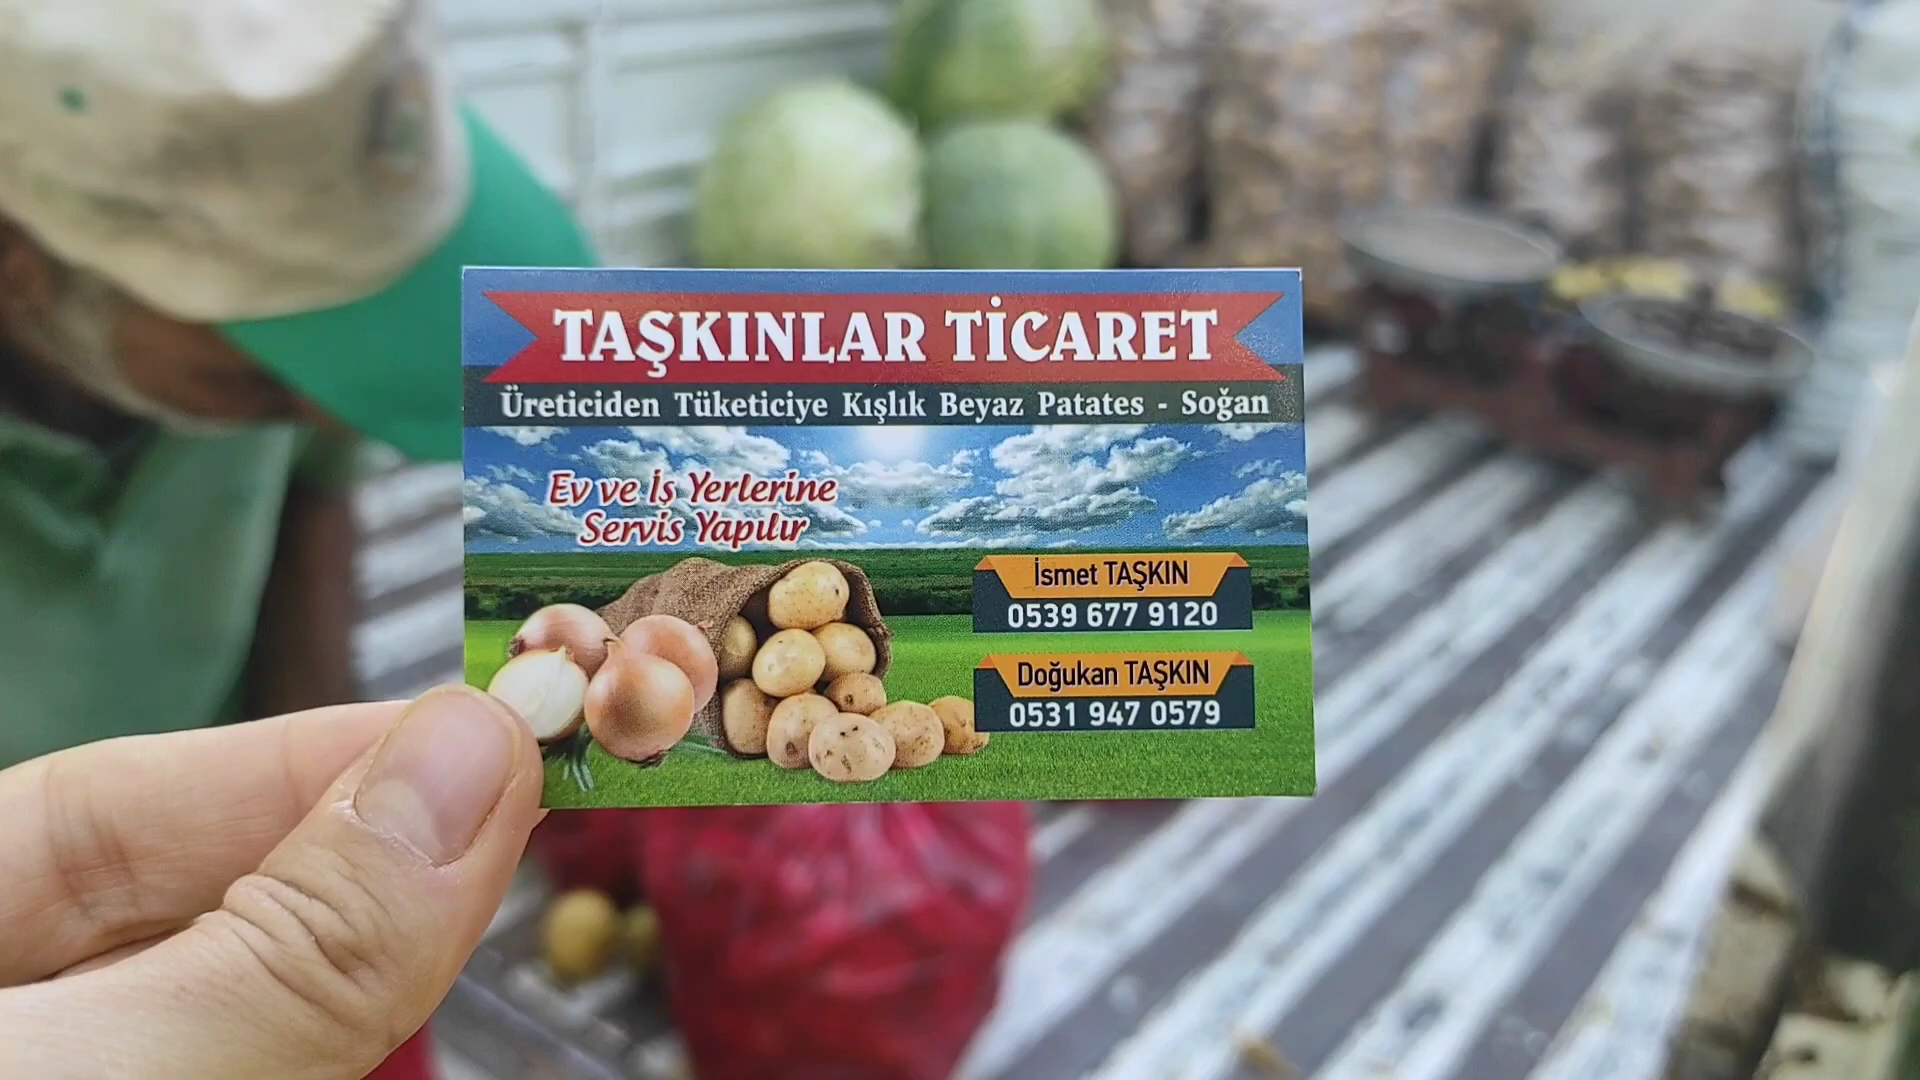 TAŞKINLAR TİCARET
Üreticiden Tüketiciye Kışlık Beyaz Patates - Soğan
Ev ve İş Yerlerine
Servis Yapılır
İsmet TAŞKIN
0539 677 9120
Doğukan TAŞKIN
0531 947 0579